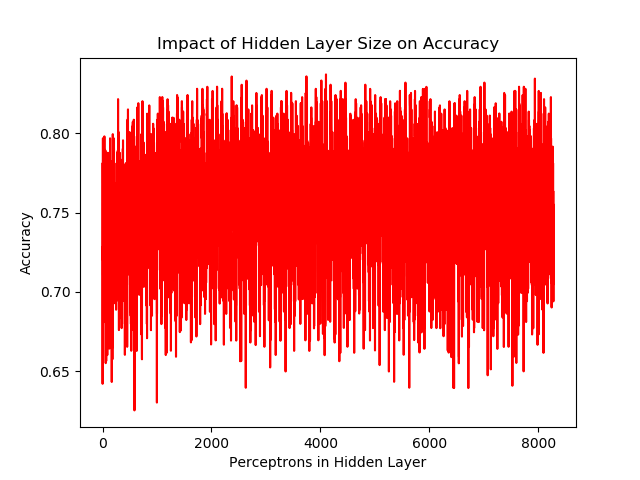 Impact of Hidden Layer Size on Accuracy
0.80
0.75
0.70
0.65
Accuracy
0 2000 4000 6000 8000
Perceptrons in Hidden Layer